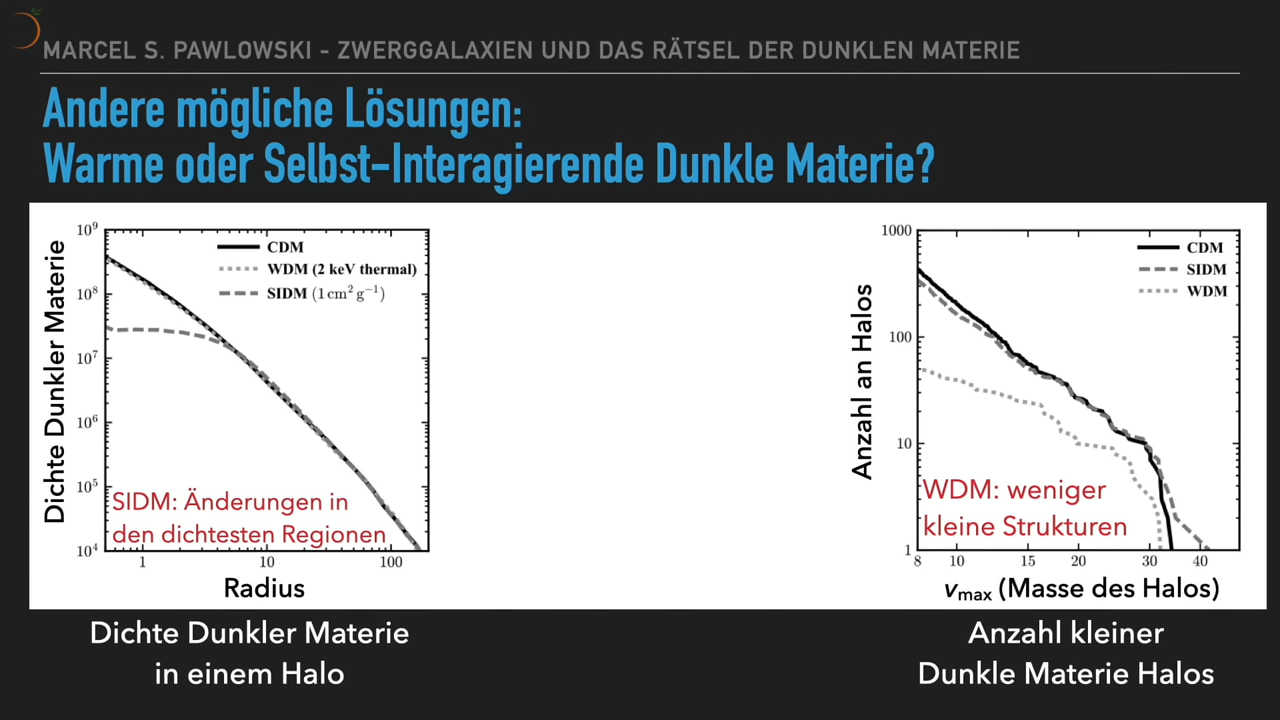 MARCEL S. PAWLOWSKI - ZWERGGALAXIEN UND DAS RÄTSEL DER DUNKLEN MATERIE
Andere mögliche Lösungen:
Warme oder Selbst-Interagierende Dunkle Materie?
Dichte Dunkler Materie
10⁹
10⁸
10⁷
10⁶
10⁵
10⁴
CDM
WDM (2 keV thermal)
SIDM (1 cm² g⁻¹)
SIDM: Änderungen in
den dichtesten Regionen
1 10 100
Radius
Dichte Dunkler Materie
in einem Halo
Anzahl an Halos
1000
100
10
1
CDM
SIDM
WDM
WDM: weniger
kleine Strukturen
8 10 15 20 30 40
vmax (Masse des Halos)
Anzahl kleiner
Dunkle Materie Halos